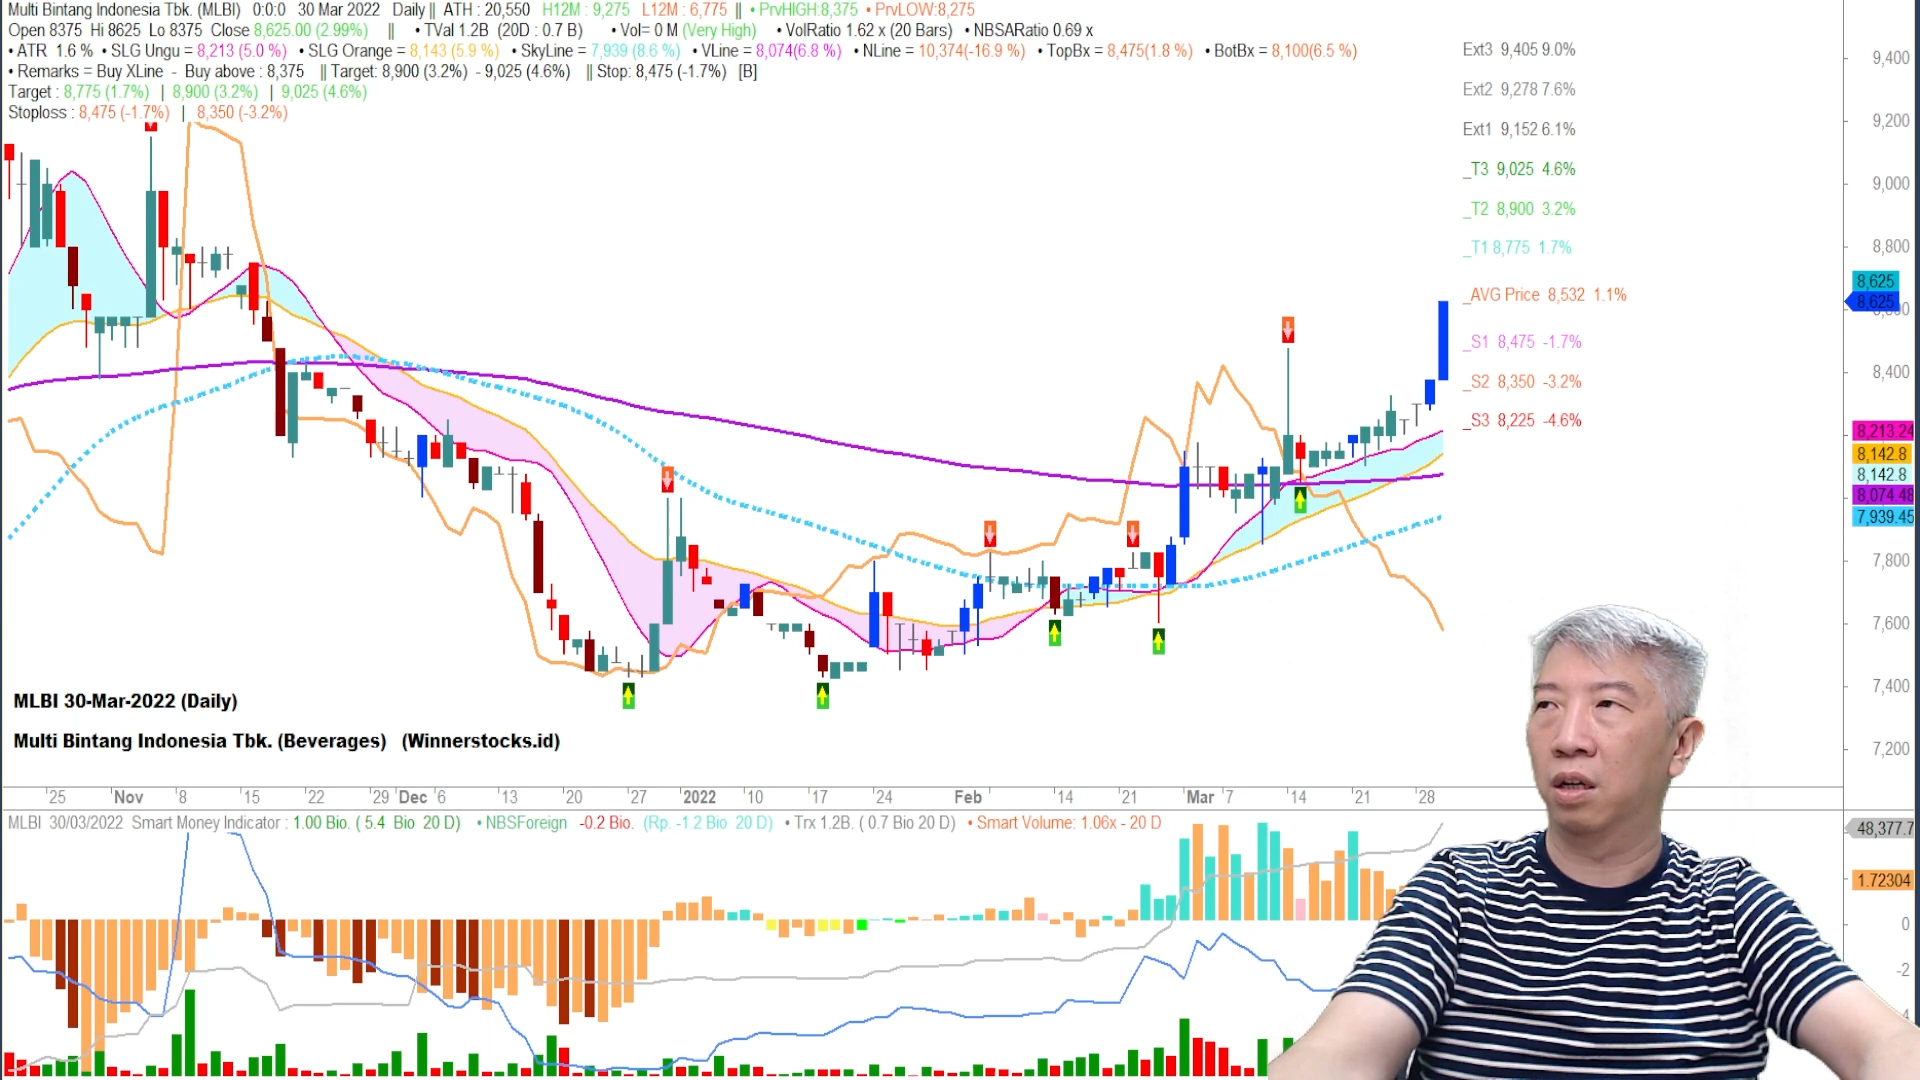 Multi Bintang Indonesia Tbk. (MLBI) 0:0:0 30 Mar 2022 Daily || ATH : 20,550 H12M : 9,275 L12M : 6,775 || • PrvHIGH:8,375 • PrvLOW:8,275
Open 8375 Hi 8625 Lo 8375 Close 8,625.00 (2.99%) || • TVal 1.2B (20D : 0.7 B) • Vol= 0 M (Very High) • VolRatio 1.62 x (20 Bars) • NBSARatio 0.69 x
• ATR 1.6 % • SLG Ungu = 8,213 (5.0 %) • SLG Orange = 8,143 (5.9 %) • SkyLine = 7,939 (8.6 %) • VLine = 8,074(6.8 %) • NLine = 10,374(-16.9 %) • TopBx = 8,475(1.8 %) • BotBx = 8,100(6.5 %)
• Remarks = Buy XLine - Buy above : 8,375 || Target: 8,900 (3.2%) - 9,025 (4.6%) || Stop: 8,475 (-1.7%) [B]
Target : 8,775 (1.7%) | 8,900 (3.2%) | 9,025 (4.6%)
Stoploss : 8,475 (-1.7%) | 8,350 (-3.2%)
Ext3 9,405 9.0%
Ext2 9,278 7.6%
Ext1 9,152 6.1%
_T3 9,025 4.6%
_T2 8,900 3.2%
_T1 8,775 1.7%
_AVG Price 8,532 1.1%
_S1 8,475 -1.7%
_S2 8,350 -3.2%
_S3 8,225 -4.6%
9,400
9,200
9,000
8,800
8,625
8,625
8,400
8,213.24
8,142.8
8,142.8
8,074.48
7,939.45
7,800
7,600
7,400
7,200
MLBI 30-Mar-2022 (Daily)
Multi Bintang Indonesia Tbk. (Beverages) (Winnerstocks.id)
25 Nov 8 15 22 29 Dec 6 13 20 27 2022 10 17 24 Feb 14 21 Mar 7 14 21 28
MLBI 30/03/2022 Smart Money Indicator : 1.00 Bio. ( 5.4 Bio 20 D) • NBSForeign -0.2 Bio. (Rp. -1.2 Bio 20 D) • Trx 1.2B. ( 0.7 Bio 20 D) • Smart Volume: 1.06x - 20 D
48,377.7
1.72304
0
-2